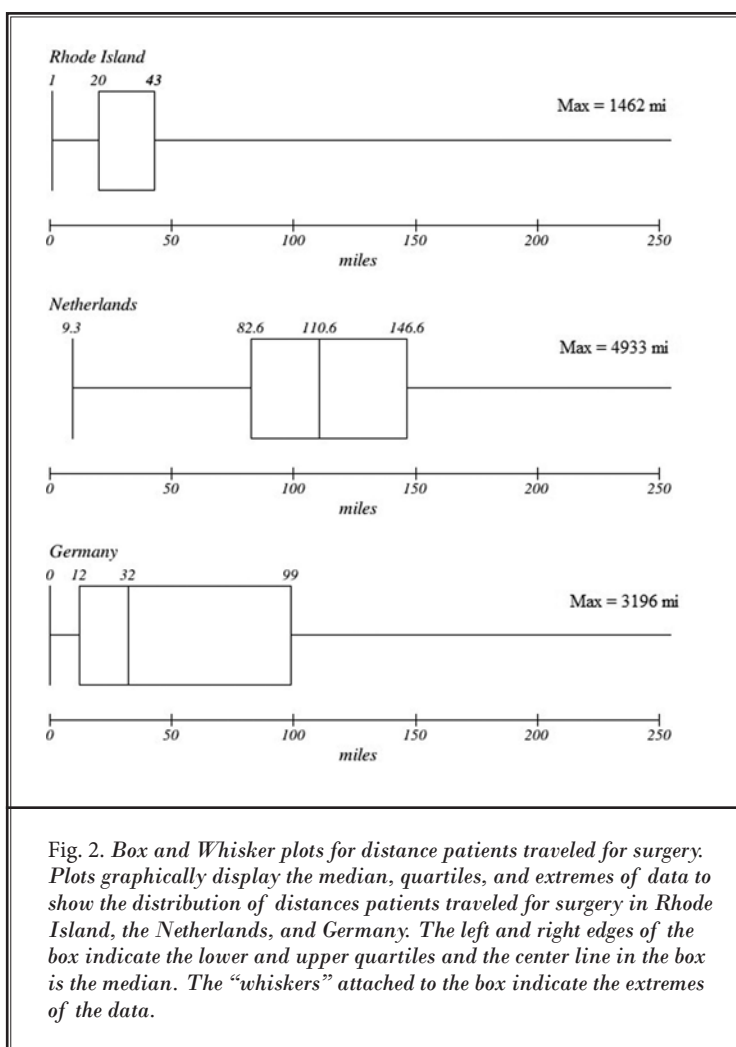 Rhode Island
1 20 43
Max = 1462 mi
0 50 100 150 200 250
miles
Netherlands
9.3 82.6 110.6 146.6
Max = 4933 mi
0 50 100 150 200 250
miles
Germany
0 12 32 99
Max = 3196 mi
0 50 100 150 200 250
miles
Fig. 2. Box and Whisker plots for distance patients traveled for surgery.
Plots graphically display the median, quartiles, and extremes of data to
show the distribution of distances patients traveled for surgery in Rhode
Island, the Netherlands, and Germany. The left and right edges of the
box indicate the lower and upper quartiles and the center line in the box
is the median. The “whiskers” attached to the box indicate the extremes
of the data.